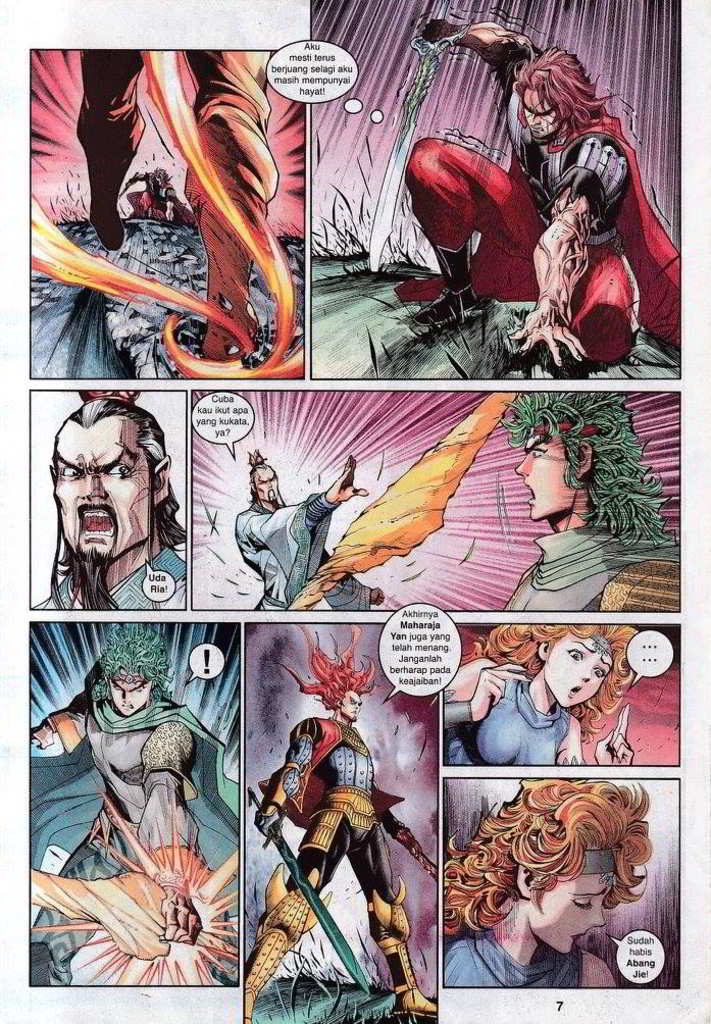 Aku
mesti terus
berjuang selagi aku
masih mempunyai
hayat!
Uda
Ria!
Cuba
kau ikut apa
yang kukata,
ya?
!
Akhirnya
Maharaja
Yan juga yang
telah menang.
Janganlah
berharap pada
keajaiban!
...
...
Sudah
habis
Abang
Jie!
7